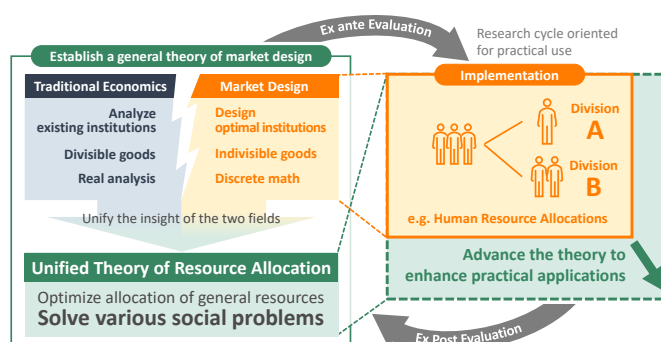 Ex ante Evaluation
Research cycle oriented
for practical use
Establish a general theory of market design
Traditional Economics
Market Design
Analyze
existing institutions
Design
optimal institutions
Divisible goods
Indivisible goods
Real analysis
Discrete math
Unify the insight of the two fields
Unified Theory of Resource Allocation
Optimize allocation of general resources
Solve various social problems
Implementation
Division
A
Division
B
e.g. Human Resource Allocations
Advance the theory to
enhance practical applications
Ex Post Evaluation